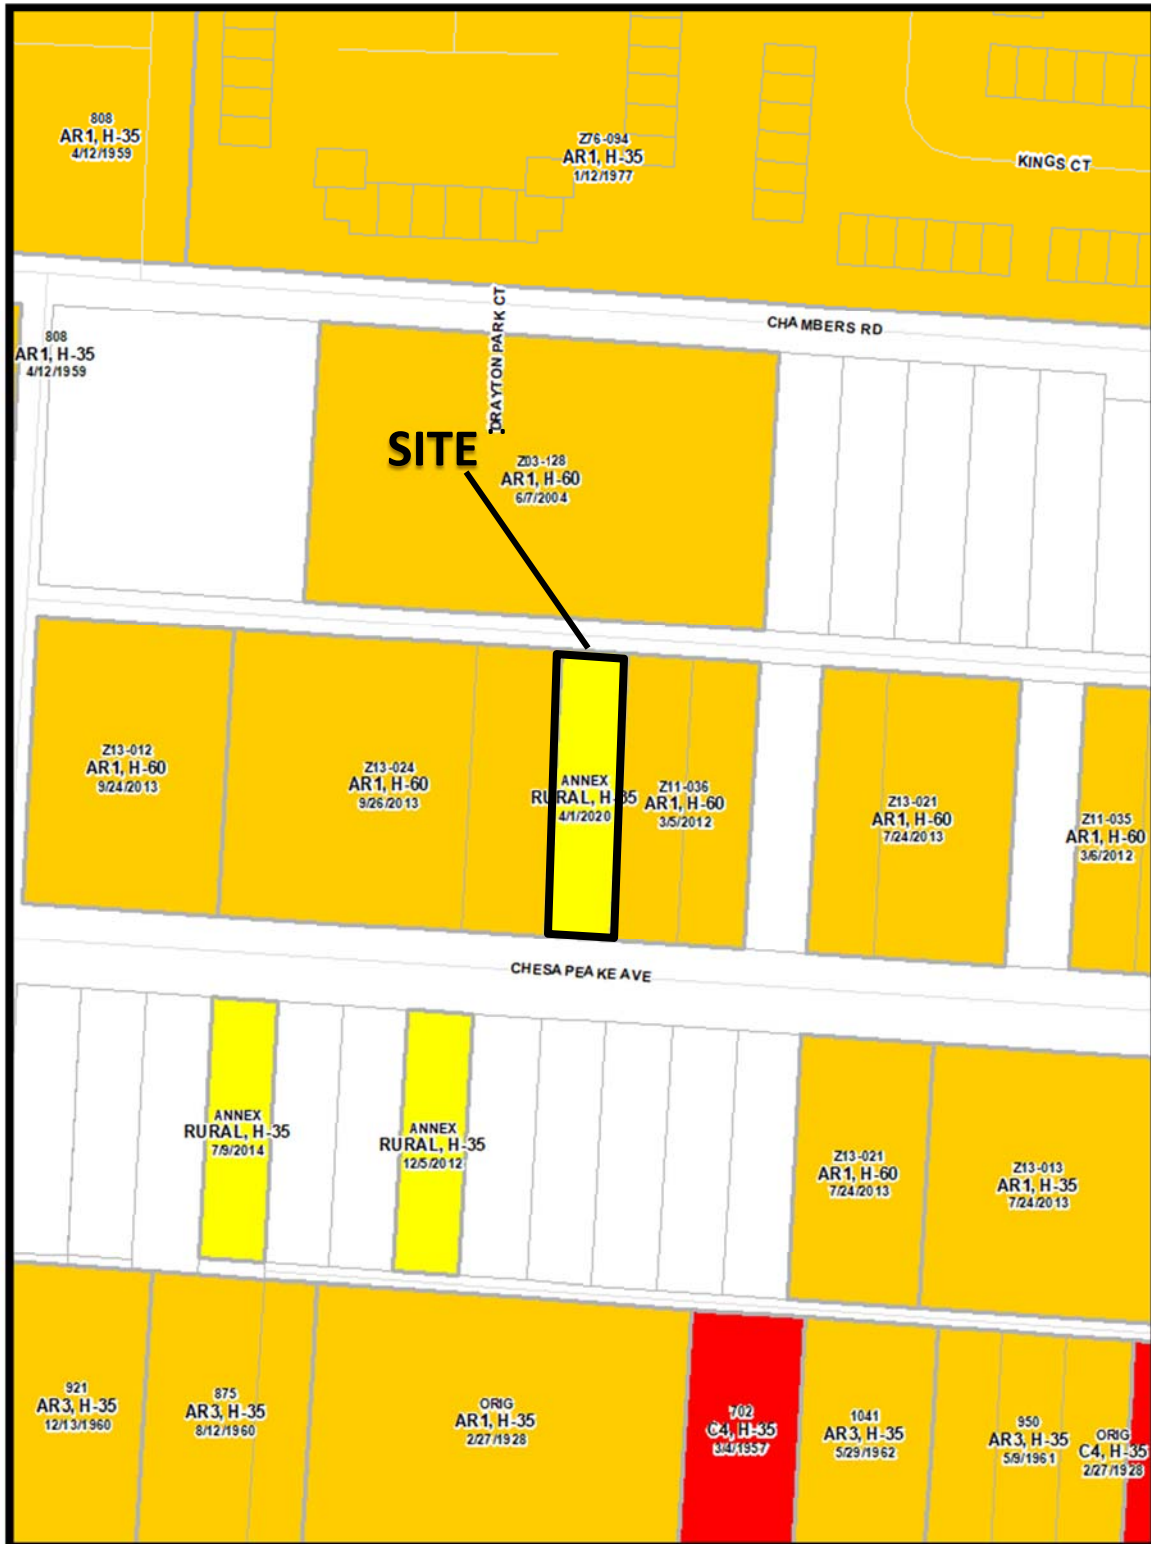 808
AR1, H-35
4/12/1959
Z76-094
AR1, H-35
1/12/1977
KINGS CT
CHAMBERS RD
DRAYTON PARK CT
808
AR1, H-35
4/12/1959
SITE
Z03-128
AR1, H-60
6/7/2004
Z13-012
AR1, H-60
9/24/2013
Z13-024
AR1, H-60
9/26/2013
ANNEX
RURAL, H-35
4/1/2020
Z11-036
AR1, H-60
3/5/2012
Z13-021
AR1, H-60
7/24/2013
Z11-035
AR1, H-60
3/6/2012
CHESAPEAKE AVE
ANNEX
RURAL, H-35
7/9/2014
ANNEX
RURAL, H-35
12/5/2012
Z13-021
AR1, H-60
7/24/2013
Z13-013
AR1, H-35
7/24/2013
921
AR3, H-35
12/13/1960
875
AR3, H-35
8/12/1960
ORIG
AR1, H-35
2/27/1928
702
C4, H-35
3/4/1957
1041
AR3, H-35
5/29/1962
950
AR3, H-35
5/9/1961
ORIG
C4, H-35
2/27/1928